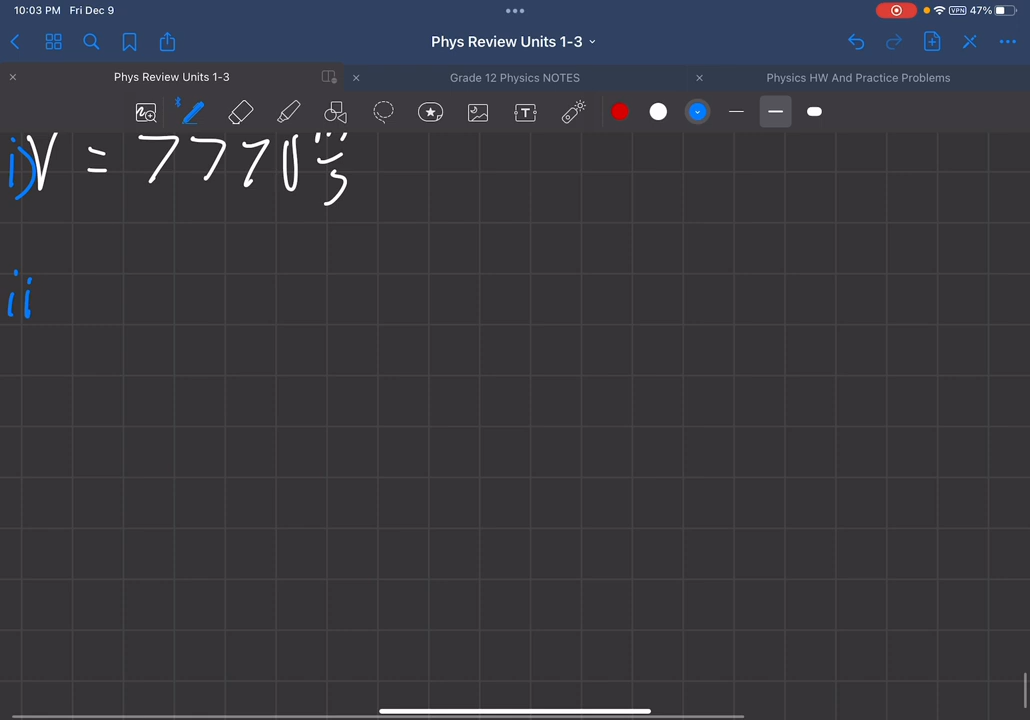 10:03 PM Fri Dec 9
VPN 47%
Phys Review Units 1-3
Phys Review Units 1-3
Grade 12 Physics NOTES
Physics HW And Practice Problems
T
i) V = 7770 m/s
ii